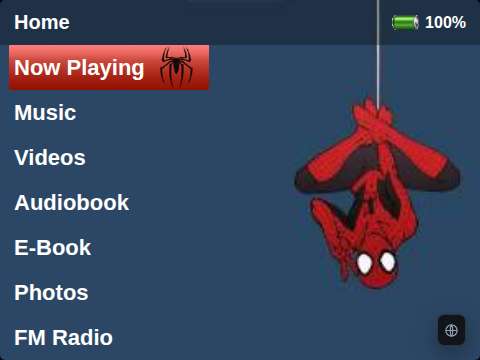 Home
100%
Now Playing
Music
Videos
Audiobook
E-Book
Photos
FM Radio